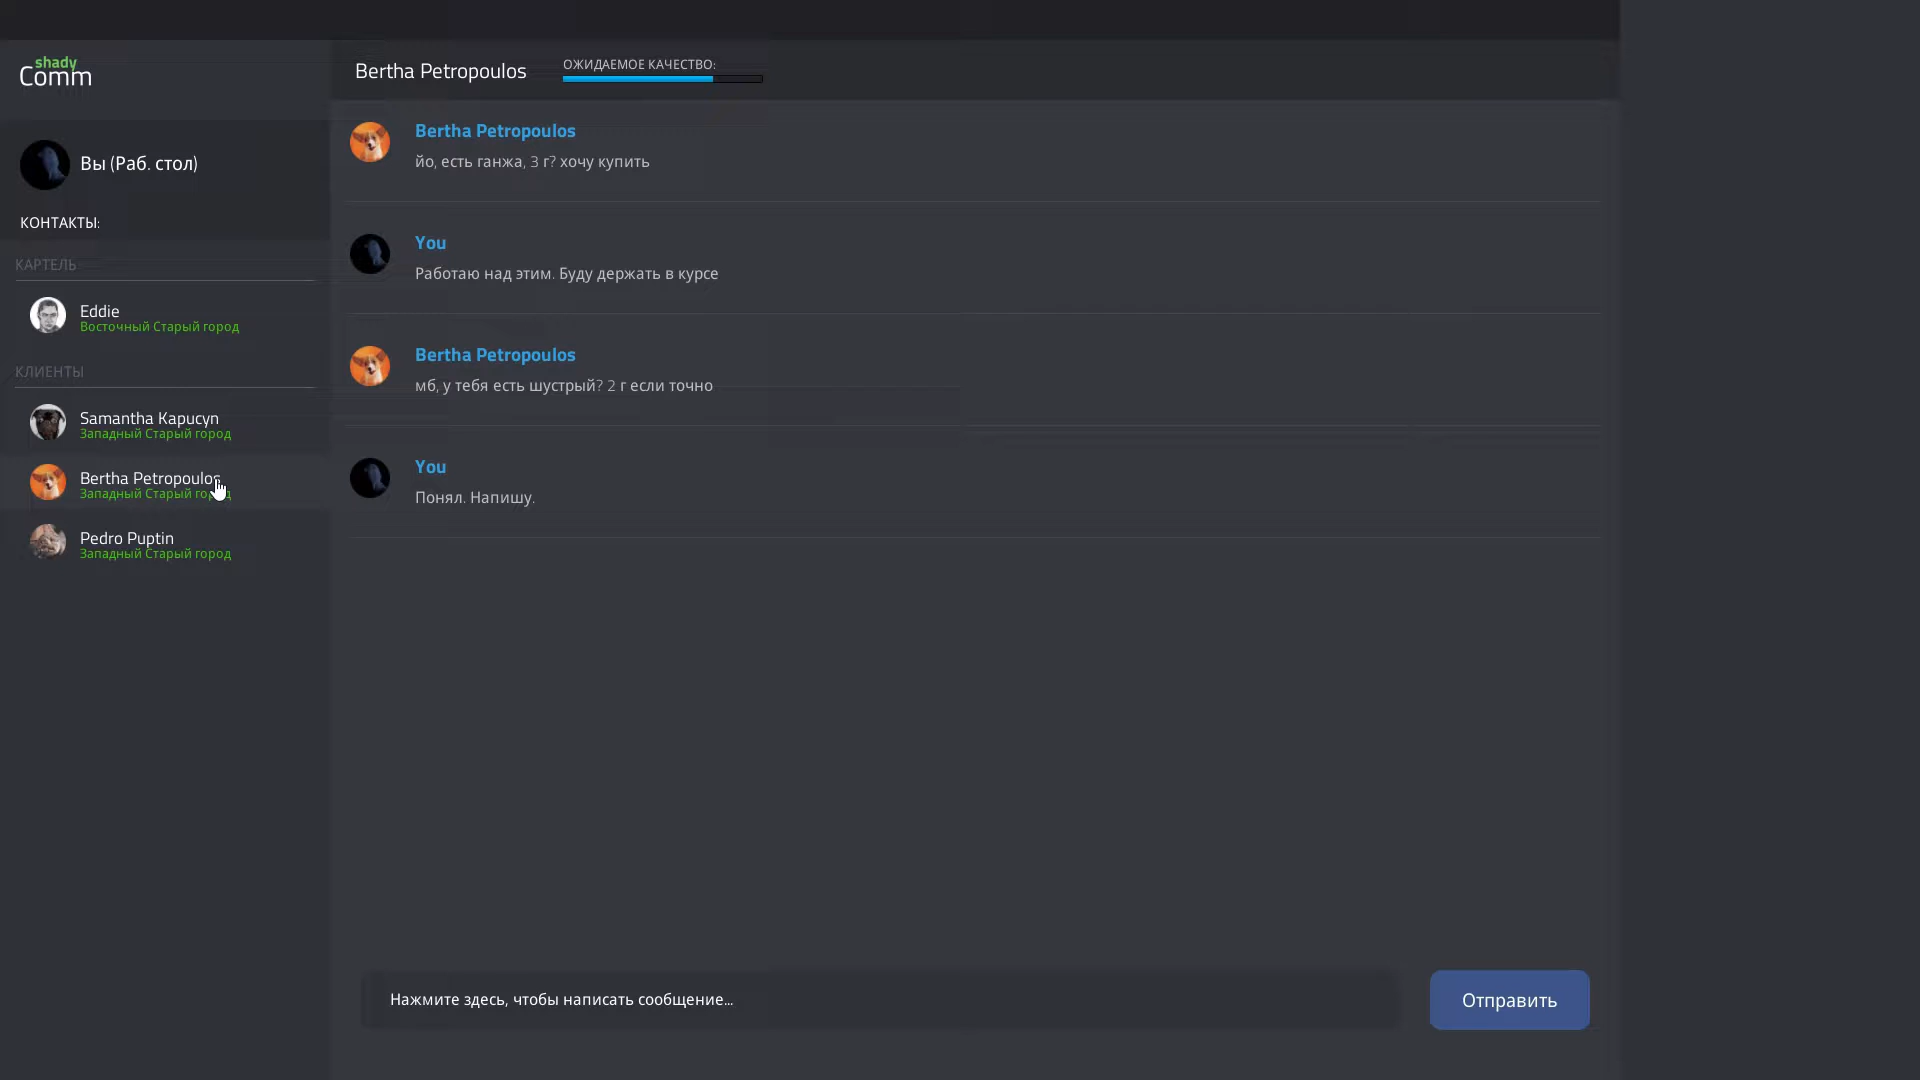 shady
Comm
Вы (Раб. стол)
КОНТАКТЫ:
КАРТЕЛЬ
Eddie
Восточный Старый город
КЛИЕНТЫ
Samantha Kapucyn
Западный Старый город
Bertha Petropoulos
Западный Старый город
Pedro Puptin
Западный Старый город
Bertha Petropoulos
ОЖИДАЕМОЕ КАЧЕСТВО:
Bertha Petropoulos
йо, есть ганжа, 3 г? хочу купить
You
Работаю над этим. Буду держать в курсе
Bertha Petropoulos
мб, у тебя есть шустрый? 2 г если точно
You
Понял. Напишу.
Нажмите здесь, чтобы написать сообщение...
Отправить